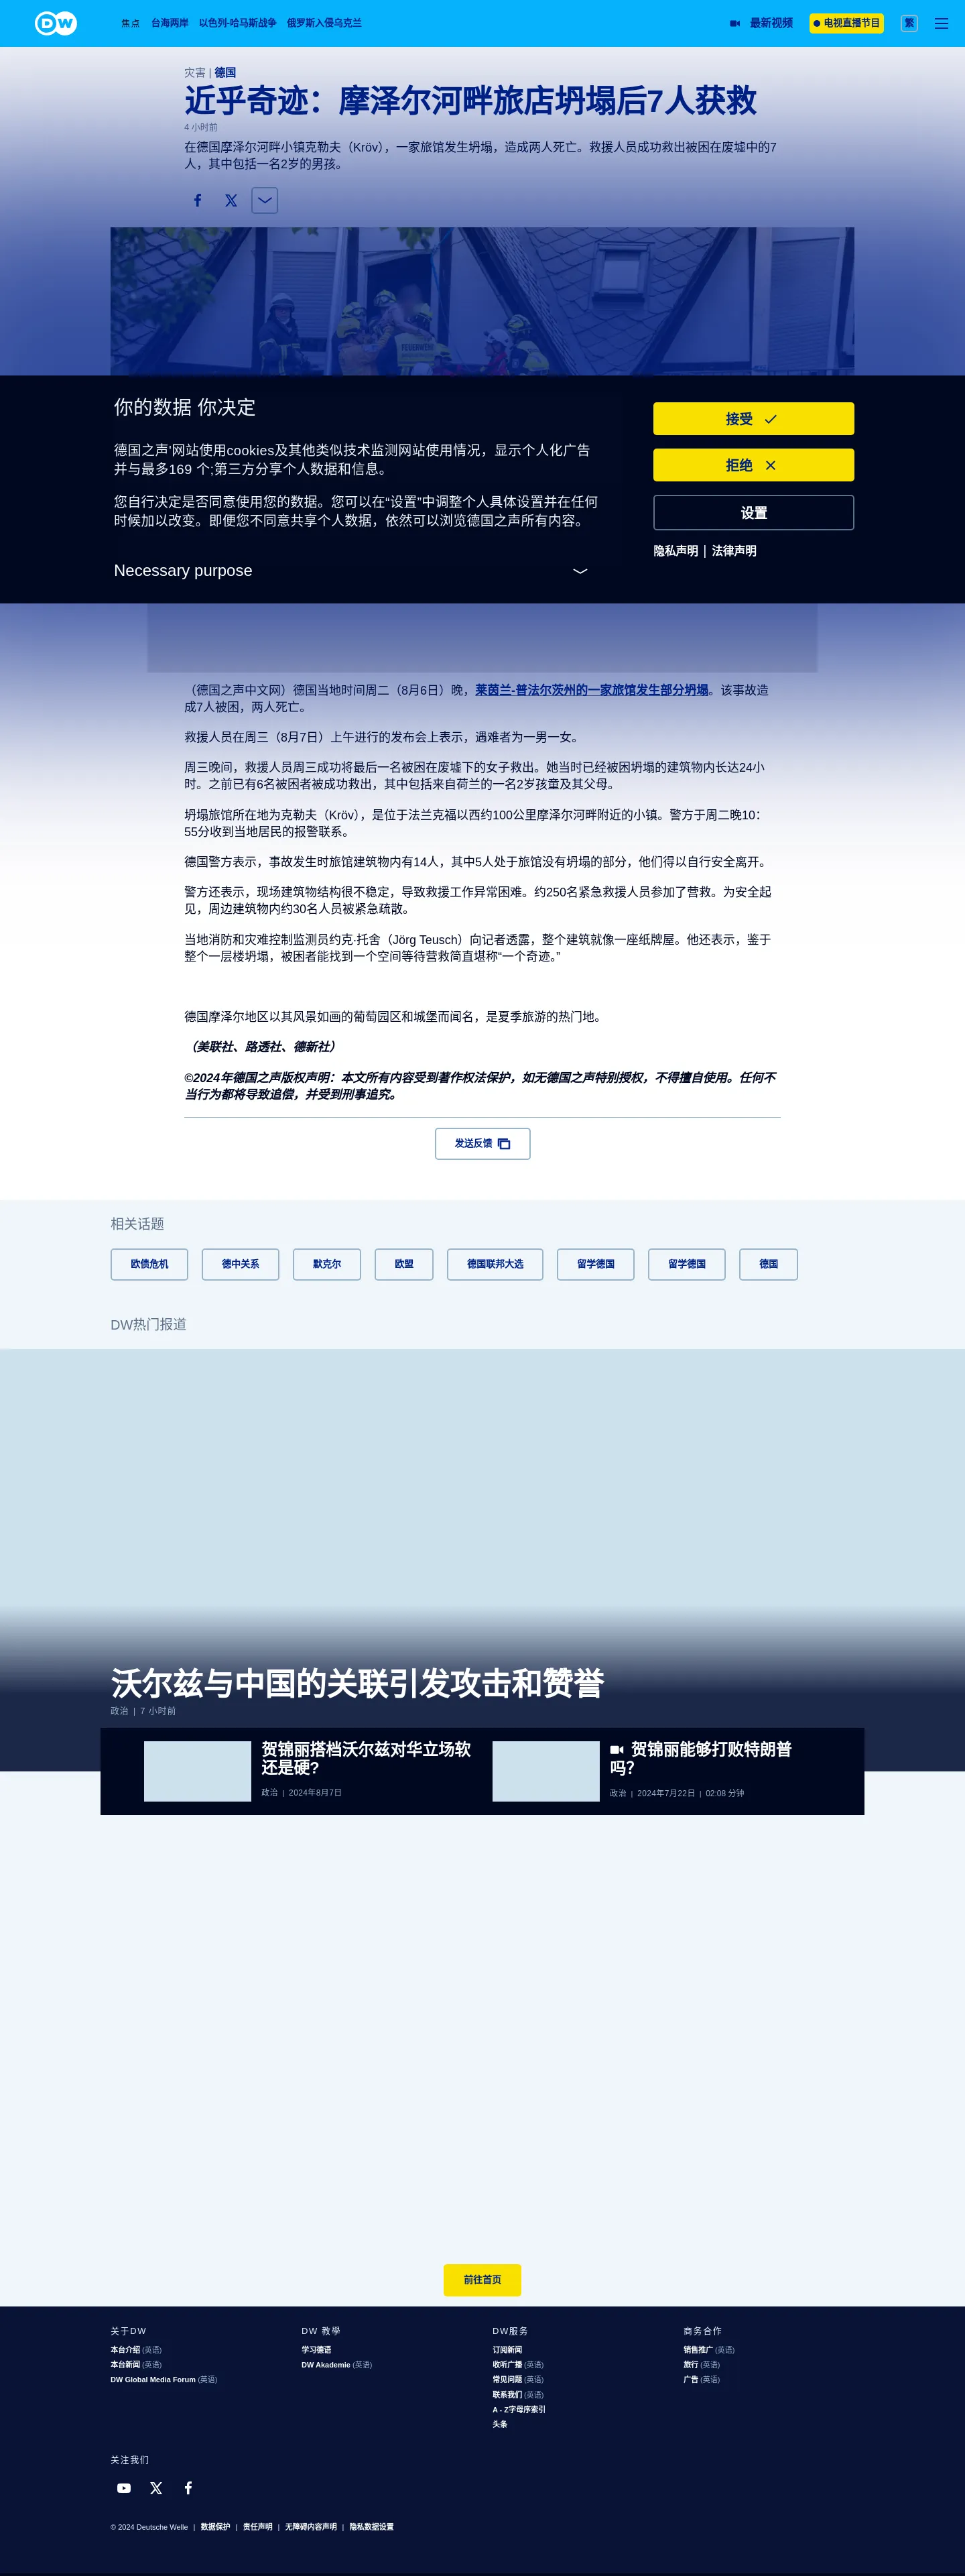 DW
焦点 台海两岸 以色列-哈马斯战争 俄罗斯入侵乌克兰 最新视频 电视直播节目 繁
灾害 | 德国
近乎奇迹：摩泽尔河畔旅店坍塌后7人获救
4 小时前
在德国摩泽尔河畔小镇克勒夫（Kröv），一家旅馆发生坍塌，造成两人死亡。救援人员成功救出被困在废墟中的7
人，其中包括一名2岁的男孩。
FEUERWEHR
你的数据 你决定
德国之声'网站使用cookies及其他类似技术监测网站使用情况，显示个人化广告
并与最多169 个;第三方分享个人数据和信息。
您自行决定是否同意使用您的数据。您可以在“设置”中调整个人具体设置并在任何
时候加以改变。即便您不同意共享个人数据，依然可以浏览德国之声所有内容。
Necessary purpose
接受
拒绝
设置
隐私声明 | 法律声明
（德国之声中文网）德国当地时间周二（8月6日）晚，莱茵兰-普法尔茨州的一家旅馆发生部分坍塌。该事故造
成7人被困，两人死亡。
救援人员在周三（8月7日）上午进行的发布会上表示，遇难者为一男一女。
周三晚间，救援人员周三成功将最后一名被困在废墟下的女子救出。她当时已经被困坍塌的建筑物内长达24小
时。之前已有6名被困者被成功救出，其中包括来自荷兰的一名2岁孩童及其父母。
坍塌旅馆所在地为克勒夫（Kröv），是位于法兰克福以西约100公里摩泽尔河畔附近的小镇。警方于周二晚10：
55分收到当地居民的报警联系。
德国警方表示，事故发生时旅馆建筑物内有14人，其中5人处于旅馆没有坍塌的部分，他们得以自行安全离开。
警方还表示，现场建筑物结构很不稳定，导致救援工作异常困难。约250名紧急救援人员参加了营救。为安全起
见，周边建筑物内约30名人员被紧急疏散。
当地消防和灾难控制监测员约克·托舍（Jörg Teusch）向记者透露，整个建筑就像一座纸牌屋。他还表示，鉴于
整个一层楼坍塌，被困者能找到一个空间等待营救简直堪称“一个奇迹。”
德国摩泽尔地区以其风景如画的葡萄园区和城堡而闻名，是夏季旅游的热门地。
（美联社、路透社、德新社）
©2024年德国之声版权声明：本文所有内容受到著作权法保护，如无德国之声特别授权，不得擅自使用。任何不
当行为都将导致追偿，并受到刑事追究。
发送反馈
相关话题
欧债危机 德中关系 默克尔 欧盟 德国联邦大选 留学德国 留学德国 德国
DW热门报道
沃尔兹与中国的关联引发攻击和赞誉
政治 | 7 小时前
贺锦丽搭档沃尔兹对华立场软
还是硬?
政治 | 2024年8月7日
贺锦丽能够打败特朗普
吗?
政治 | 2024年7月22日 | 02:08 分钟
前往首页
关于DW
本台介绍 (英语)
本台新闻 (英语)
DW Global Media Forum (英语)
DW 教學
学习德语
DW Akademie (英语)
DW服务
订阅新闻
收听广播 (英语)
常见问题 (英语)
联系我们 (英语)
A - Z字母序索引
头条
商务合作
销售推广 (英语)
旅行 (英语)
广告 (英语)
关注我们
© 2024 Deutsche Welle | 数据保护 | 责任声明 | 无障碍内容声明 | 隐私数据设置